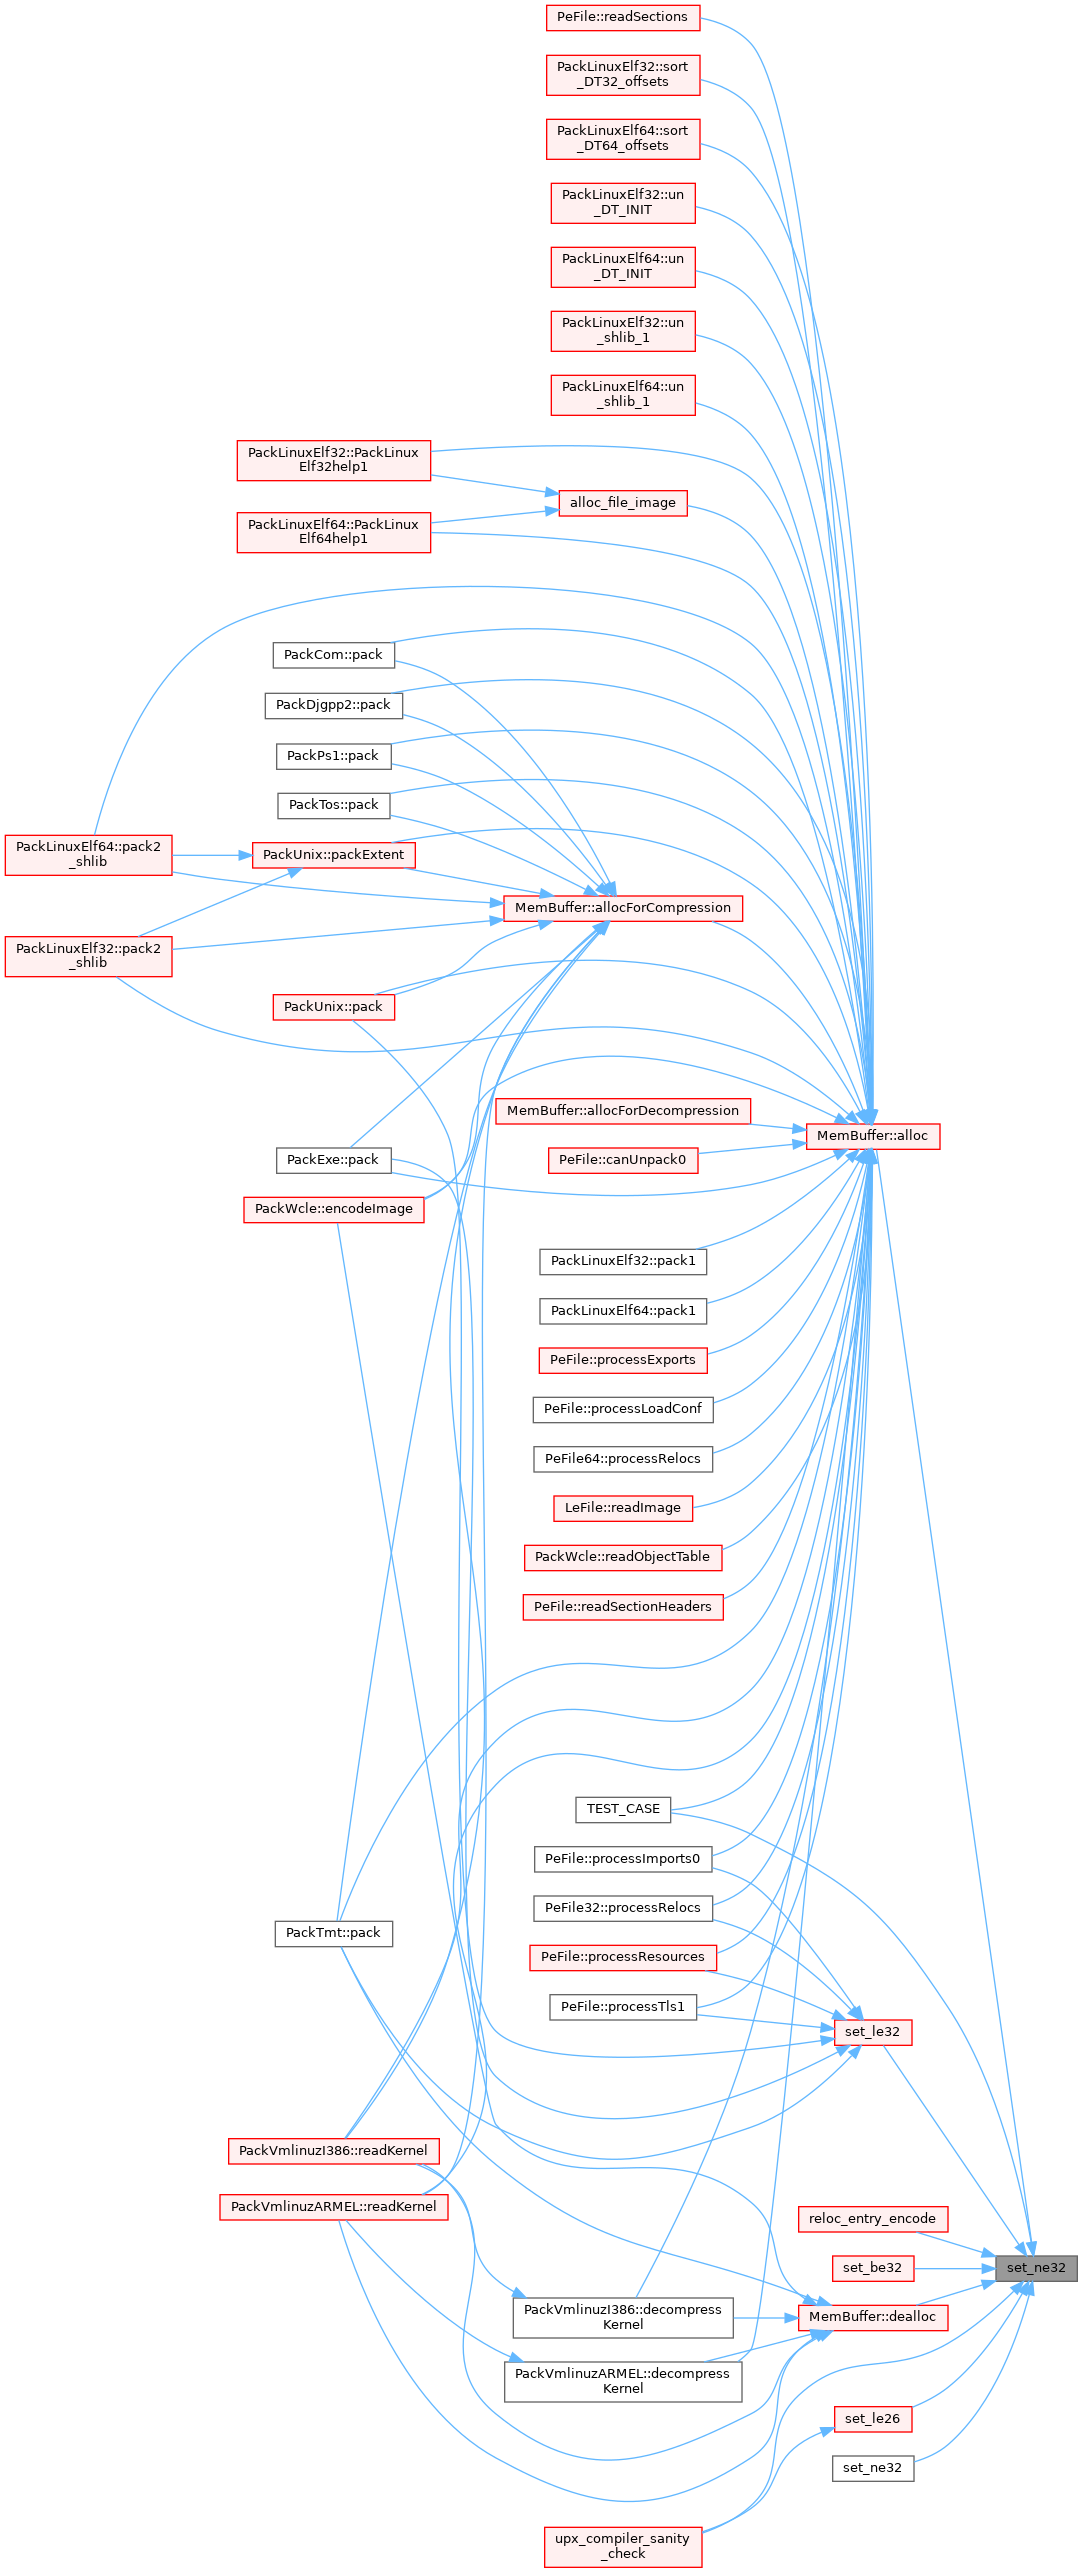 PeFile::readSections
PackLinuxElf32::sort
_DT32_offsets
PackLinuxElf64::sort
_DT64_offsets
PackLinuxElf32::un
_DT_INIT
PackLinuxElf64::un
_DT_INIT
PackLinuxElf32::un
_shlib_1
PackLinuxElf64::un
_shlib_1
PackLinuxElf32::PackLinux
Elf32help1
alloc_file_image
PackLinuxElf64::PackLinux
Elf64help1
PackCom::pack
PackDjgpp2::pack
PackPs1::pack
PackTos::pack
PackLinuxElf64::pack2
_shlib
PackUnix::packExtent
MemBuffer::allocForCompression
PackLinuxElf32::pack2
_shlib
PackUnix::pack
MemBuffer::allocForDecompression
MemBuffer::alloc
PackExe::pack
PeFile::canUnpack0
PackWcle::encodeImage
PackLinuxElf32::pack1
PackLinuxElf64::pack1
PeFile::processExports
PeFile::processLoadConf
PeFile64::processRelocs
LeFile::readImage
PackWcle::readObjectTable
PeFile::readSectionHeaders
TEST_CASE
PeFile::processImports0
PeFile32::processRelocs
PackTmt::pack
PeFile::processResources
PeFile::processTls1
set_le32
PackVmlinuzI386::readKernel
PackVmlinuzARMEL::readKernel
reloc_entry_encode
set_be32
set_ne32
PackVmlinuzI386::decompress
Kernel
MemBuffer::dealloc
PackVmlinuzARMEL::decompress
Kernel
set_le26
set_ne32
upx_compiler_sanity
_check